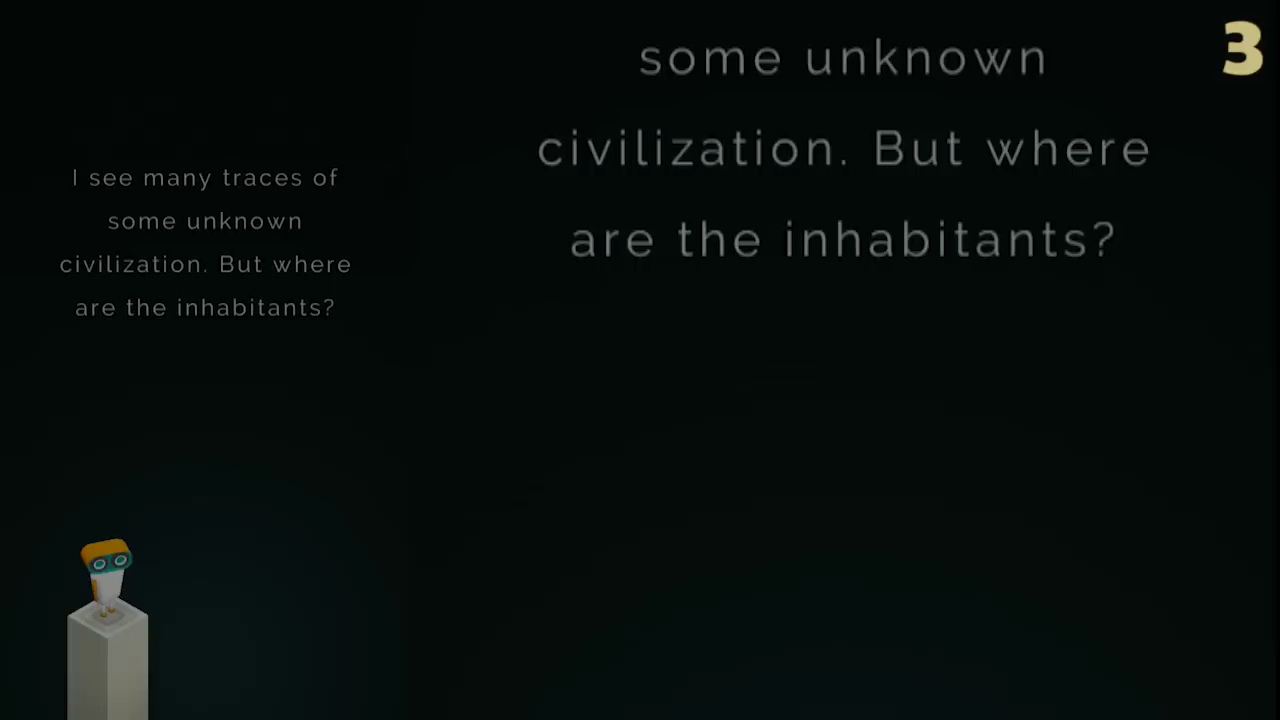 I see many traces of
some unknown
civilization. But where
are the inhabitants?
some unknown
civilization. But where
are the inhabitants?
3